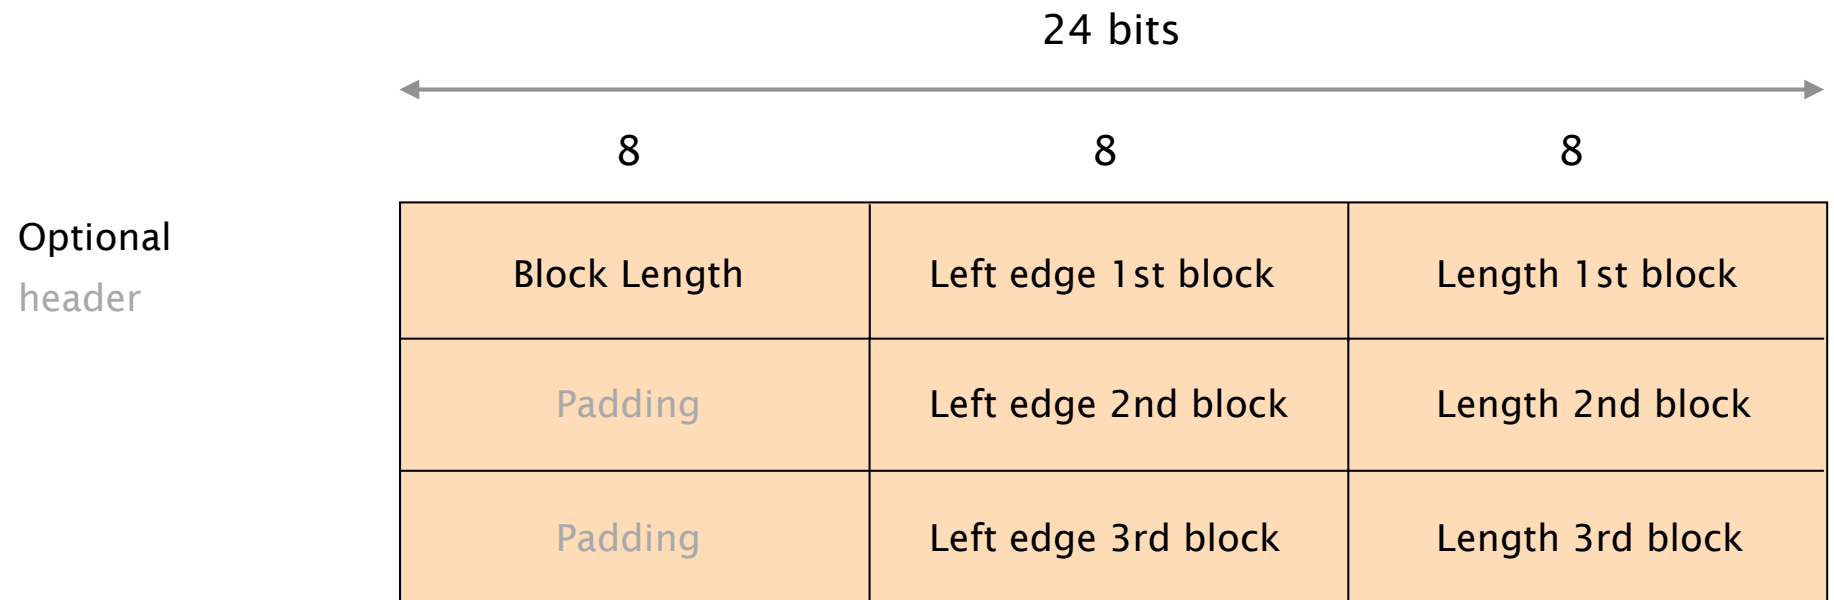 24 bits
8 8 8
Optional
header
Block Length Left edge 1st block Length 1st block
Padding Left edge 2nd block Length 2nd block
Padding Left edge 3rd block Length 3rd block